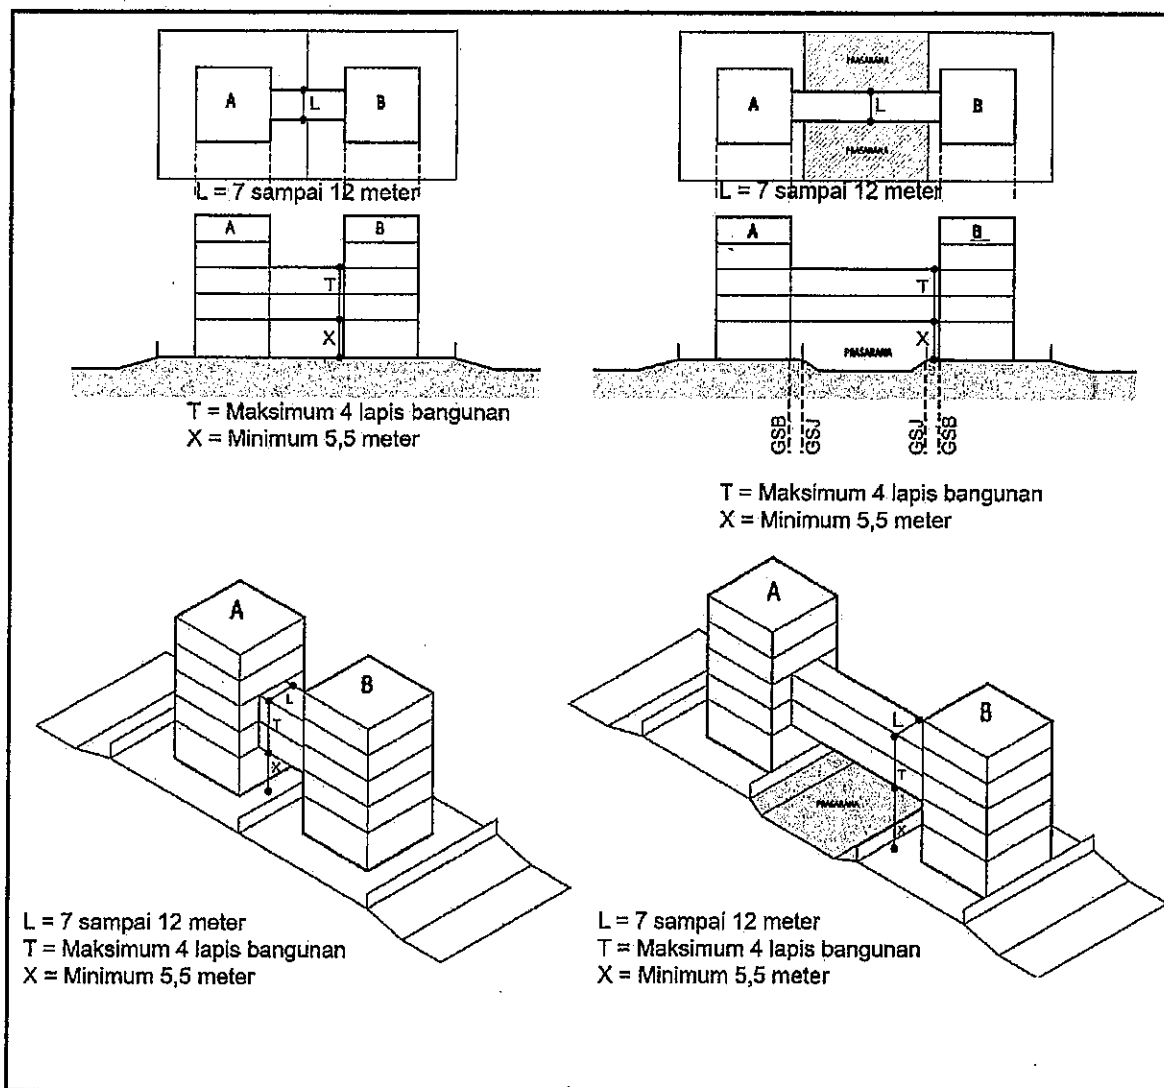 A
L
B
L = 7 sampai 12 meter
A
B
T
X
T = Maksimum 4 lapis bangunan
X = Minimum 5,5 meter
PRASARANA
A
L
B
PRASARANA
L = 7 sampai 12 meter
A
B
T
X
PRASARANA
GSB
GSJ
GSJ
GSB
T = Maksimum 4 lapis bangunan
X = Minimum 5,5 meter
A
B
L
T
X
L = 7 sampai 12 meter
T = Maksimum 4 lapis bangunan
X = Minimum 5,5 meter
A
L
B
T
PRASARANA
X
L = 7 sampai 12 meter
T = Maksimum 4 lapis bangunan
X = Minimum 5,5 meter